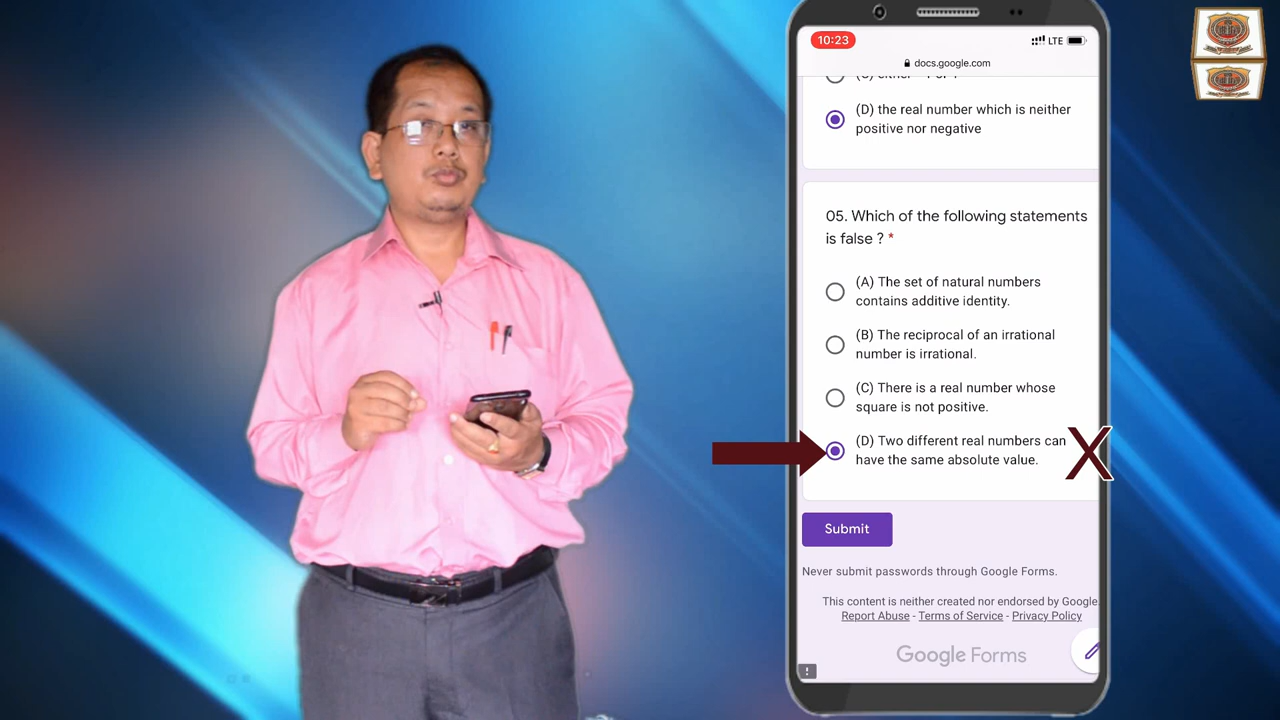 10:23
LTE
docs.google.com
(D) the real number which is neither
positive nor negative
05. Which of the following statements
is false ? *
(A) The set of natural numbers
contains additive identity.
(B) The reciprocal of an irrational
number is irrational.
(C) There is a real number whose
square is not positive.
(D) Two different real numbers can
have the same absolute value.
X
Submit
Never submit passwords through Google Forms.
This content is neither created nor endorsed by Google.
Report Abuse - Terms of Service - Privacy Policy
Google Forms